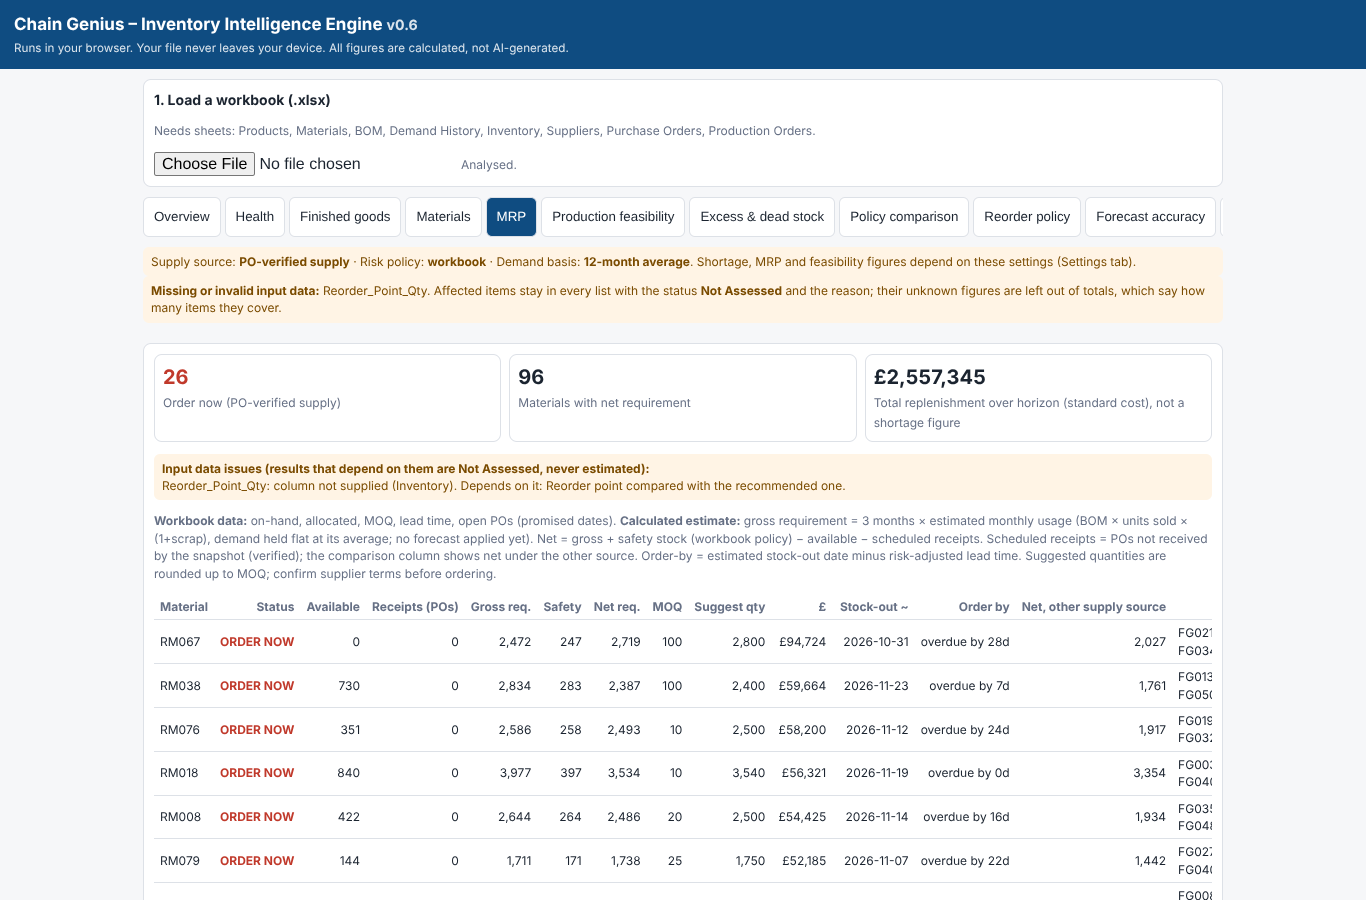 Chain Genius – Inventory Intelligence Engine v0.6
Runs in your browser. Your file never leaves your device. All figures are calculated, not AI-generated.
1. Load a workbook (.xlsx)
Needs sheets: Products, Materials, BOM, Demand History, Inventory, Suppliers, Purchase Orders, Production Orders.
Choose File No file chosen Analysed.
Overview Health Finished goods Materials MRP Production feasibility Excess & dead stock Policy comparison Reorder policy Forecast accuracy
Supply source: PO-verified supply · Risk policy: workbook · Demand basis: 12-month average. Shortage, MRP and feasibility figures depend on these settings (Settings tab).
Missing or invalid input data: Reorder_Point_Qty. Affected items stay in every list with the status Not Assessed and the reason; their unknown figures are left out of totals, which say how
many items they cover.
26
Order now (PO-verified supply)
96
Materials with net requirement
£2,557,345
Total replenishment over horizon (standard cost), not a
shortage figure
Input data issues (results that depend on them are Not Assessed, never estimated):
Reorder_Point_Qty: column not supplied (Inventory). Depends on it: Reorder point compared with the recommended one.
Workbook data: on-hand, allocated, MOQ, lead time, open POs (promised dates). Calculated estimate: gross requirement = 3 months × estimated monthly usage (BOM × units sold ×
(1+scrap), demand held flat at its average; no forecast applied yet). Net = gross + safety stock (workbook policy) − available − scheduled receipts. Scheduled receipts = POs not received
by the snapshot (verified); the comparison column shows net under the other source. Order-by = estimated stock-out date minus risk-adjusted lead time. Suggested quantities are
rounded up to MOQ; confirm supplier terms before ordering.
Material Status Available Receipts (POs) Gross req. Safety Net req. MOQ Suggest qty £ Stock-out ~ Order by Net, other supply source
RM067 ORDER NOW 0 0 2,472 247 2,719 100 2,800 £94,724 2026-10-31 overdue by 28d 2,027 FG021
FG034
RM038 ORDER NOW 730 0 2,834 283 2,387 100 2,400 £59,664 2026-11-23 overdue by 7d 1,761 FG013
FG050
RM076 ORDER NOW 351 0 2,586 258 2,493 10 2,500 £58,200 2026-11-12 overdue by 24d 1,917 FG019
FG032
RM018 ORDER NOW 840 0 3,977 397 3,534 10 3,540 £56,321 2026-11-19 overdue by 0d 3,354 FG003
FG040
RM008 ORDER NOW 422 0 2,644 264 2,486 20 2,500 £54,425 2026-11-14 overdue by 16d 1,934 FG035
FG048
RM079 ORDER NOW 144 0 1,711 171 1,738 25 1,750 £52,185 2026-11-07 overdue by 22d 1,442 FG027
FG040
FG008